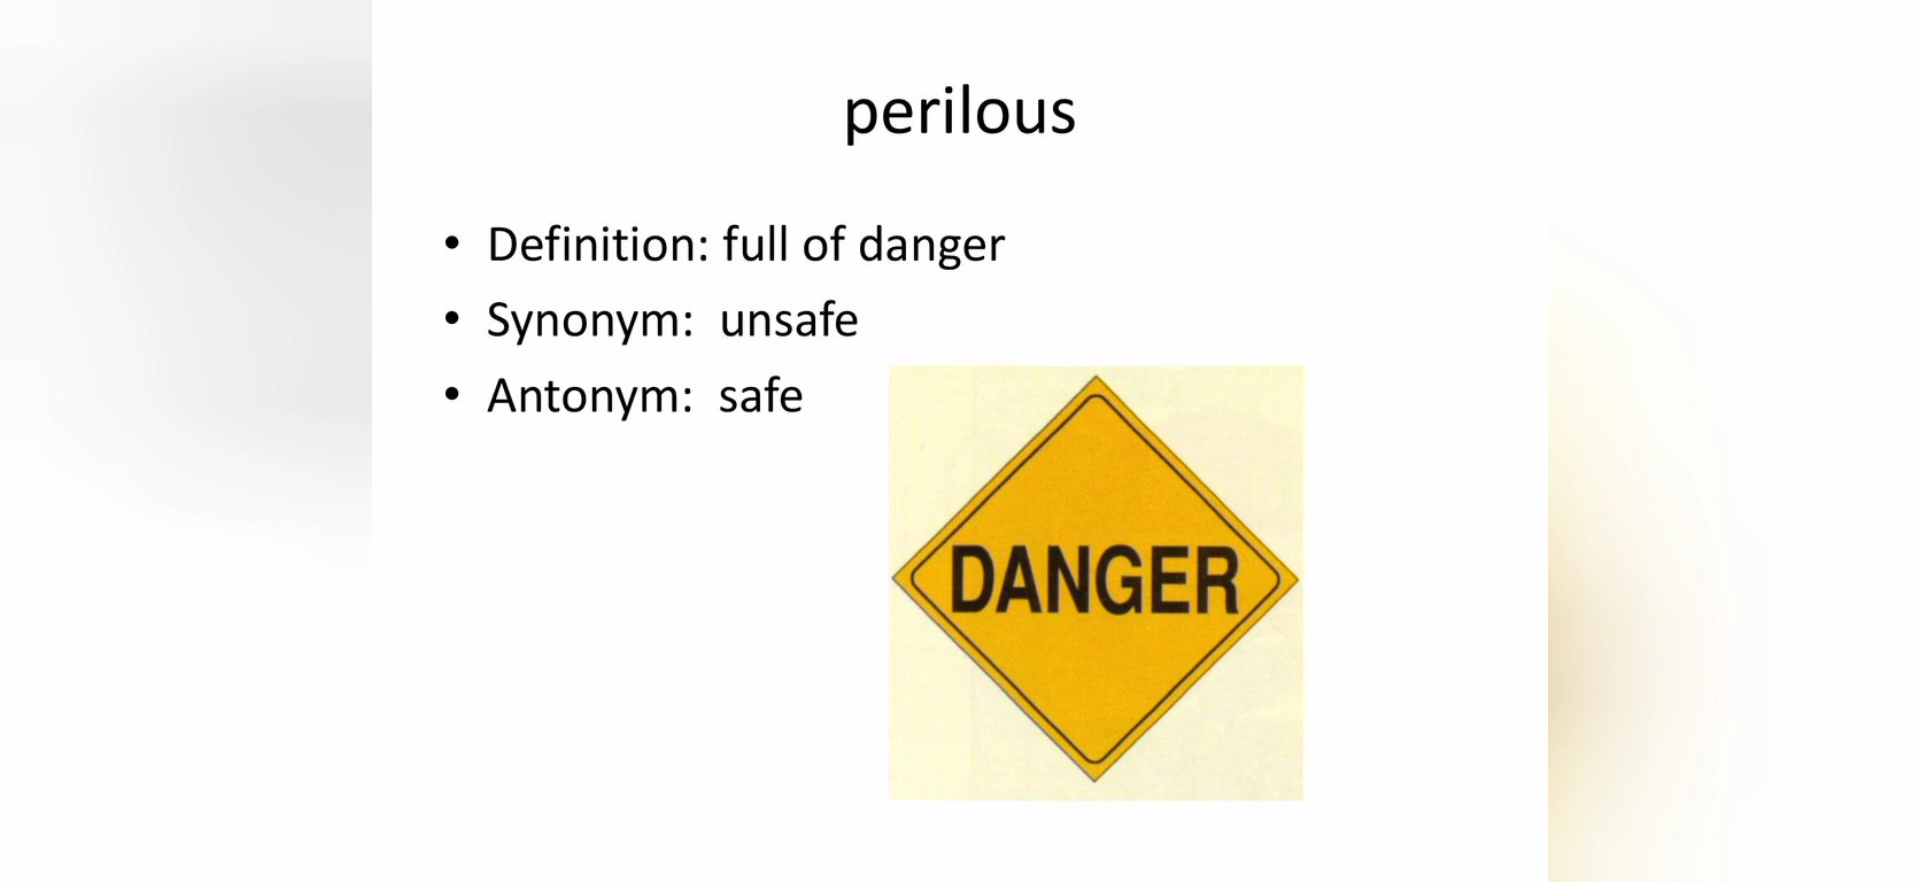 perilous
• Definition: full of danger
• Synonym: unsafe
• Antonym: safe
DANGER